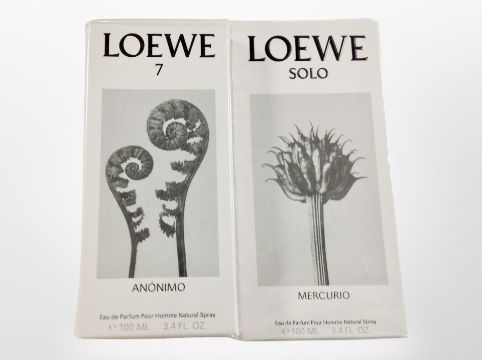 LOEWE
7
ANÓNIMO
Eau de Parfum Pour Homme Natural Spray
℮100 ML 3.4 FL. OZ.
LOEWE
SOLO
MERCURIO
Eau de Parfum Pour Homme Natural Spray
℮100 ML 3.4 FL. OZ.